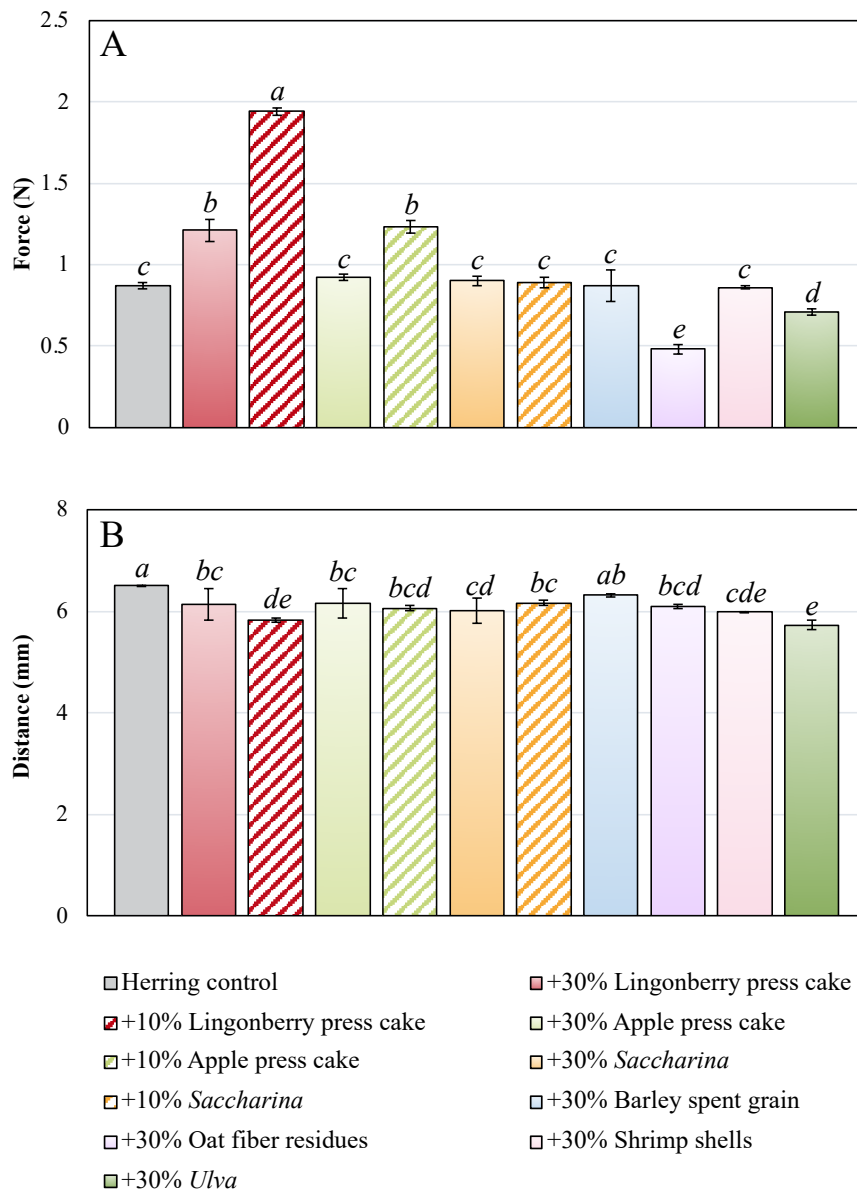 A
Force (N)
2.5
2
1.5
1
0.5
0
c
b
a
c
b
c
c
c
e
c
d
B
Distance (mm)
8
6
4
2
0
a
bc
de
bc
bcd
cd
bc
ab
bcd
cde
e
Herring control
+30% Lingonberry press cake
+10% Lingonberry press cake
+30% Apple press cake
+10% Apple press cake
+30% Saccharina
+10% Saccharina
+30% Barley spent grain
+30% Oat fiber residues
+30% Shrimp shells
+30% Ulva